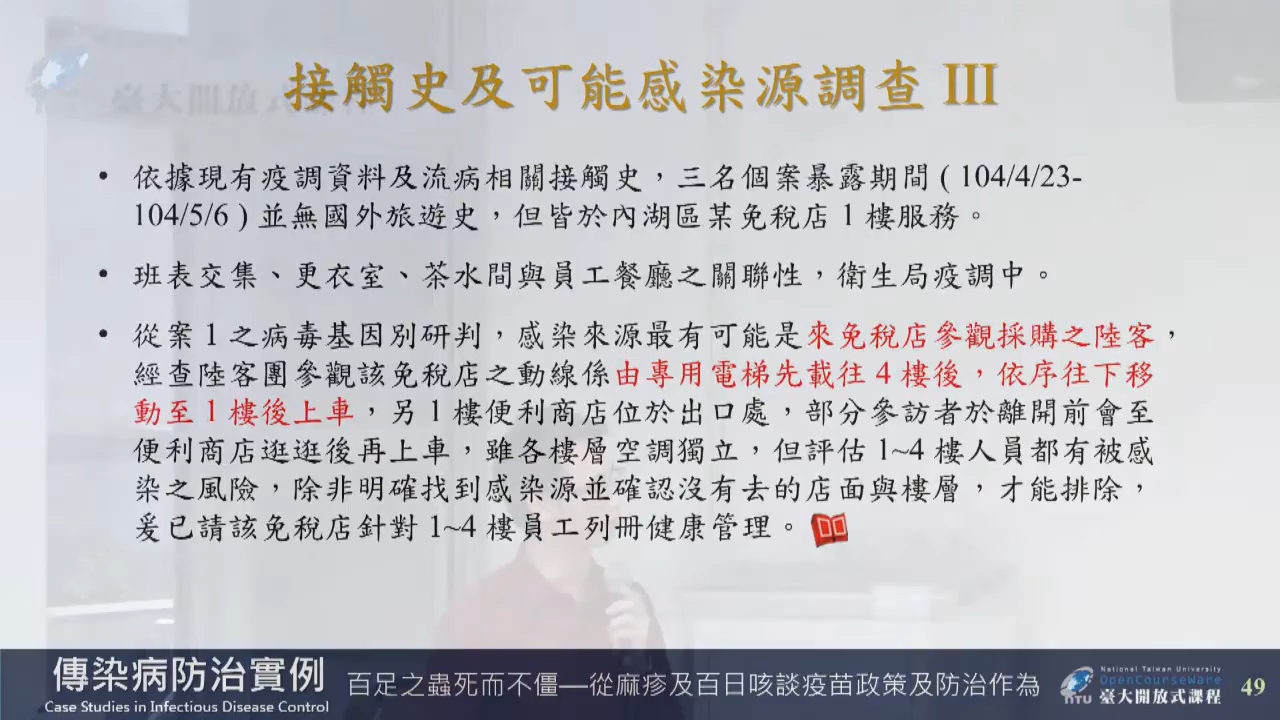 臺大開放式課程
接觸史及可能感染源調查 III
• 依據現有疫調資料及流病相關接觸史，三名個案暴露期間 ( 104/4/23-
104/5/6 ) 並無國外旅遊史，但皆於內湖區某免稅店 1 樓服務。
• 班表交集、更衣室、茶水間與員工餐廳之關聯性，衛生局疫調中。
• 從案 1 之病毒基因別研判，感染來源最有可能是來免稅店參觀採購之陸客，
經查陸客團參觀該免稅店之動線係由專用電梯先載往 4 樓後，依序往下移
動至 1 樓後上車，另 1 樓便利商店位於出口處，部分參訪者於離開前會至
便利商店逛逛後再上車，雖各樓層空調獨立，但評估 1~4 樓人員都有被感
染之風險，除非明確找到感染源並確認沒有去的店面與樓層，才能排除，
爰已請該免稅店針對 1~4 樓員工列冊健康管理。
傳染病防治實例
Case Studies in Infectious Disease Control
百足之蟲死而不僵—從麻疹及百日咳談疫苗政策及防治作為
National Taiwan University
OpenCourseWare
NTU 臺大開放式課程
49